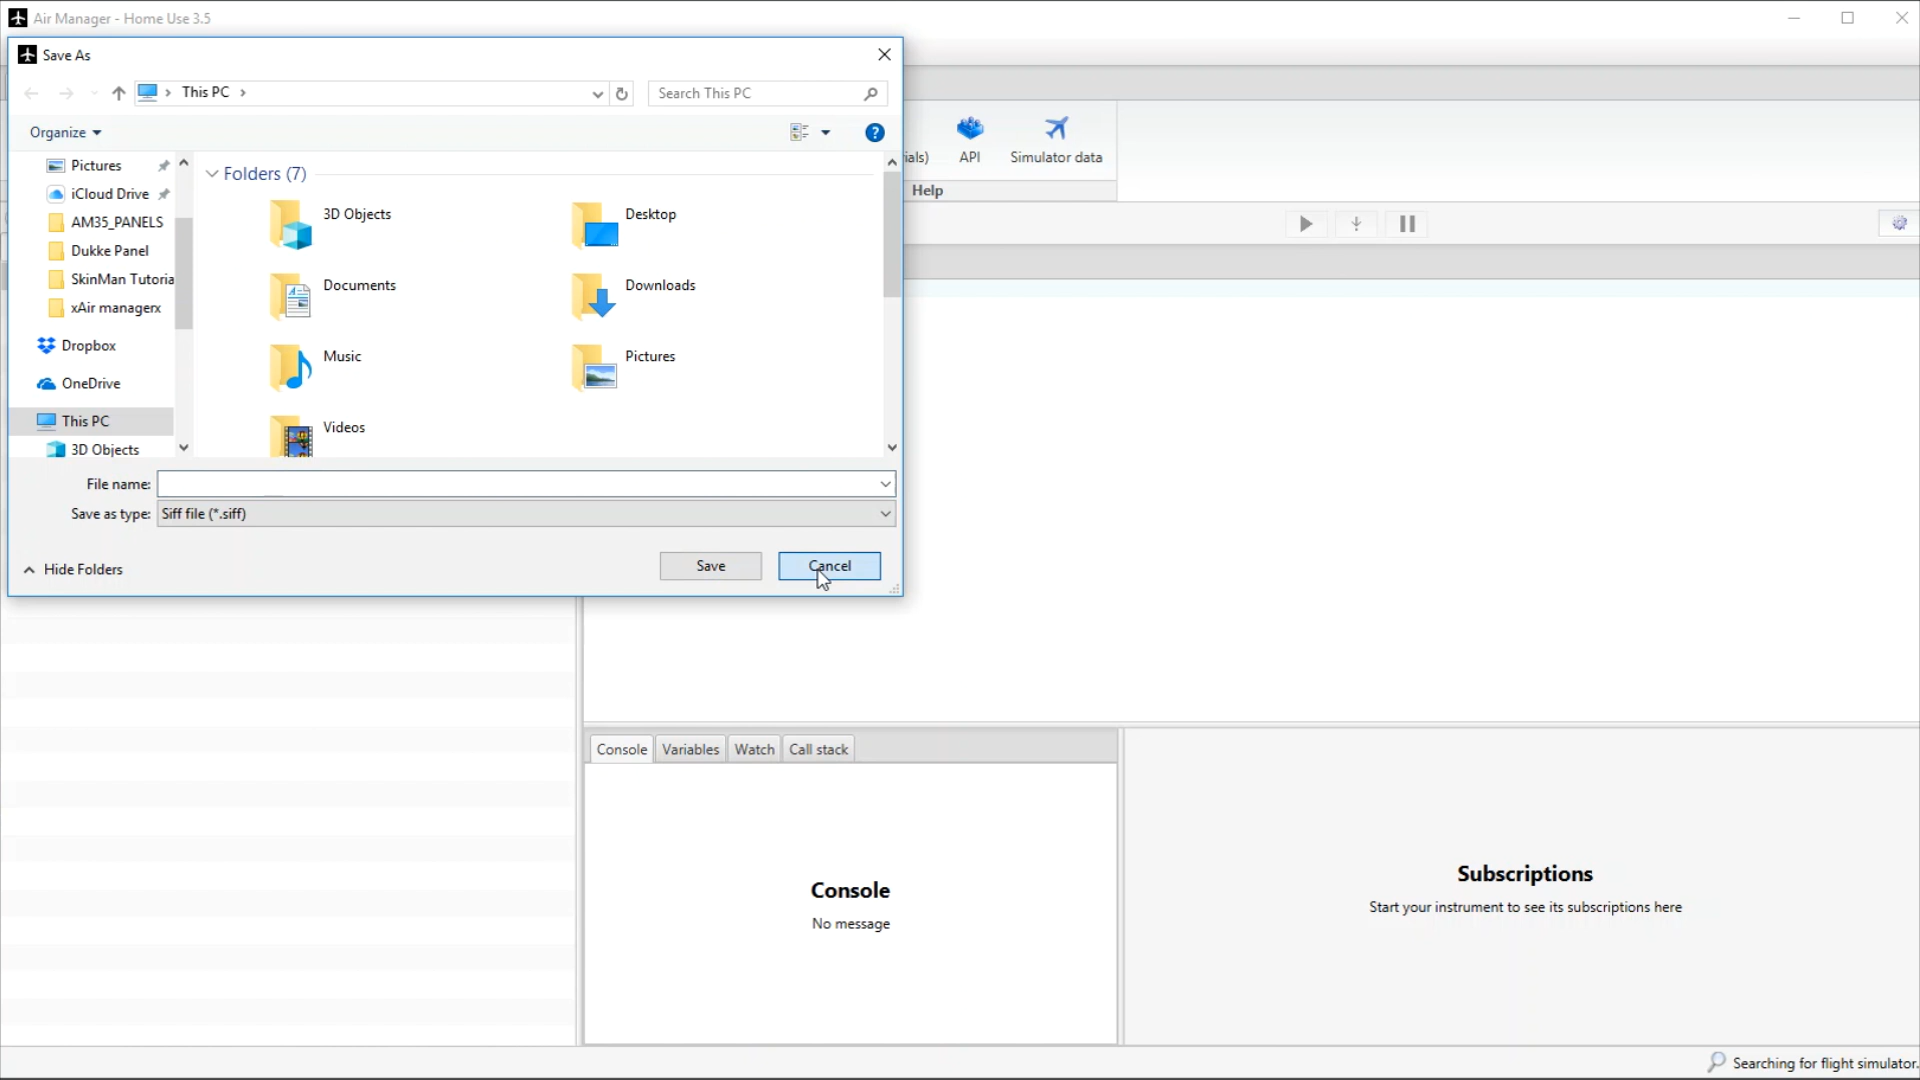 Air Manager - Home Use 3.5
Save As
This PC
Search This PC
Organize
API
Simulator data
Help
Pictures
iCloud Drive
AM35_PANELS
Dukke Panel
SkinMan Tutoria
xAir managerx
Dropbox
OneDrive
This PC
3D Objects
Folders (7)
3D Objects
Desktop
Documents
Downloads
Music
Pictures
Videos
File name:
Save as type: Siff file (*.siff)
Hide Folders
Save
Cancel
Console
Variables
Watch
Call stack
Console
No message
Subscriptions
Start your instrument to see its subscriptions here
Searching for flight simulator.